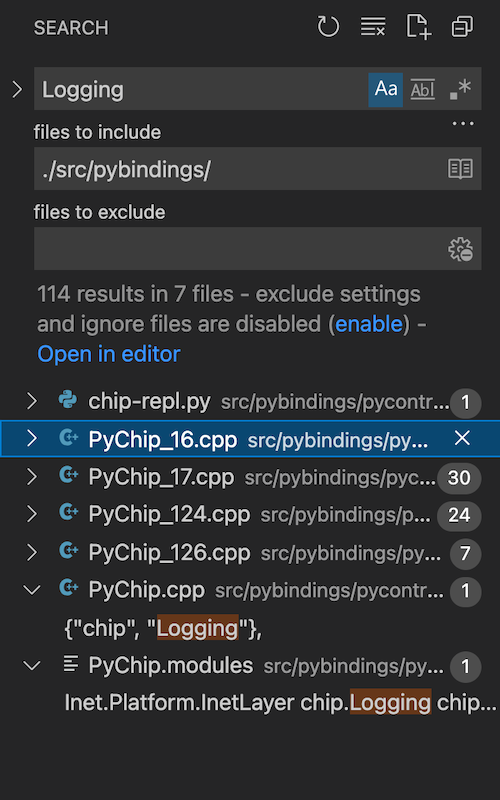 SEARCH
Logging Aa Abl .*
files to include
...
./src/pybindings/
files to exclude
114 results in 7 files - exclude settings
and ignore files are disabled (enable) -
Open in editor
chip-repl.py src/pybindings/pycontr... 1
PyChip_16.cpp src/pybindings/py...
PyChip_17.cpp src/pybindings/pyc... 30
PyChip_124.cpp src/pybindings/p... 24
PyChip_126.cpp src/pybindings/py... 7
PyChip.cpp src/pybindings/pycontr... 1
{"chip", "Logging"},
PyChip.modules src/pybindings/py... 1
Inet.Platform.InetLayer chip.Logging chip...